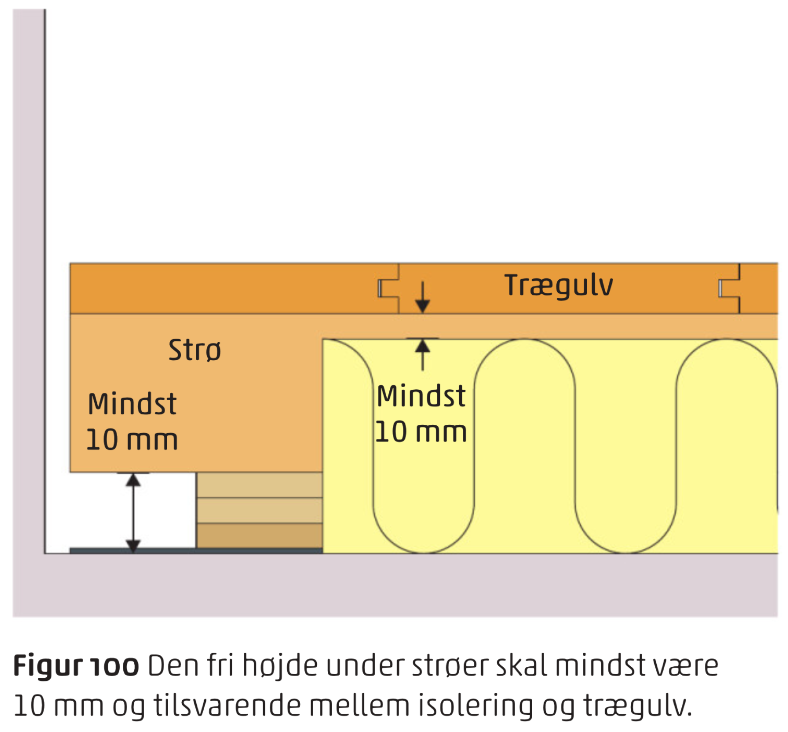 Trægulv
Strø
Mindst
10 mm
Mindst
10 mm
Figur 100 Den fri højde under strøer skal mindst være
10 mm og tilsvarende mellem isolering og trægulv.